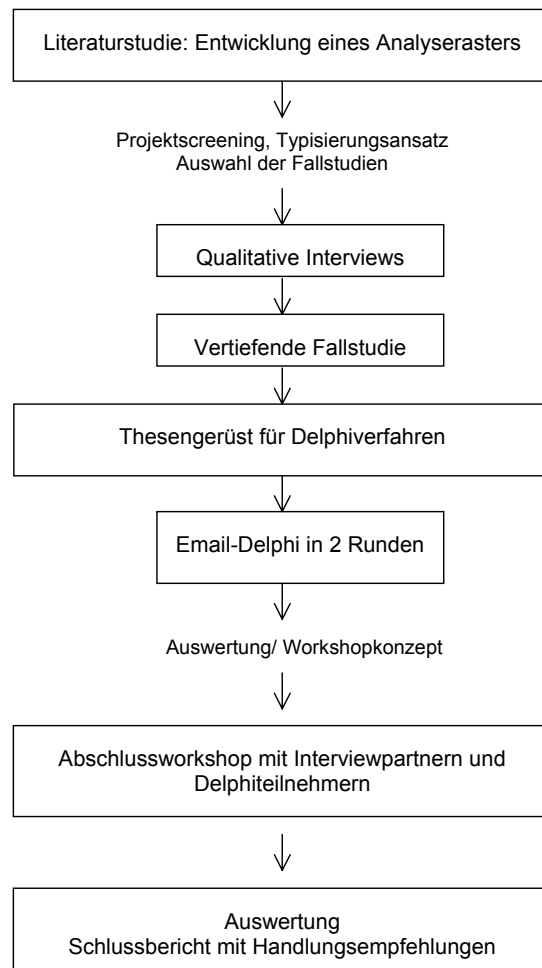 Literaturstudie: Entwicklung eines Analyserasters
Projektscreening, Typisierungsansatz
Auswahl der Fallstudien
Qualitative Interviews
Vertiefende Fallstudie
Thesengerüst für Delphiverfahren
Email-Delphi in 2 Runden
Auswertung/ Workshopkonzept
Abschlussworkshop mit Interviewpartnern und
Delphiteilnehmern
Auswertung
Schlussbericht mit Handlungsempfehlungen